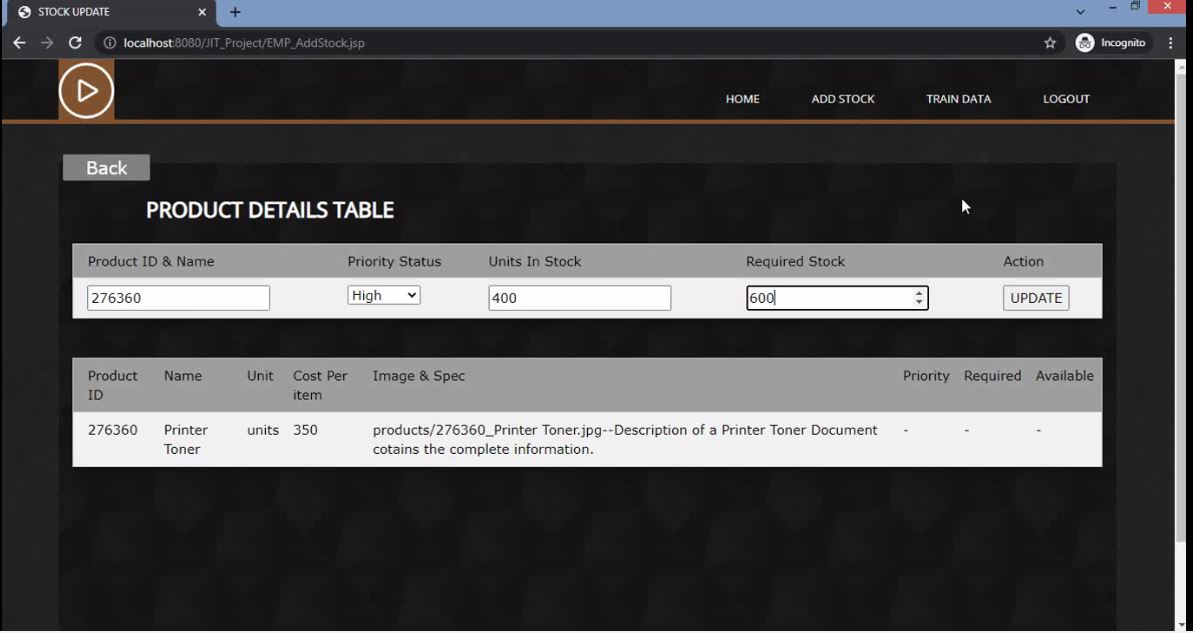 STOCK UPDATE
localhost:8080/JIT_Project/EMP_AddStock.jsp
Incognito
HOME ADD STOCK TRAIN DATA LOGOUT
Back
PRODUCT DETAILS TABLE
Product ID & Name Priority Status Units In Stock Required Stock Action
276360 High 400 600 UPDATE
Product ID Name Unit Cost Per item Image & Spec Priority Required Available
276360 Printer Toner units 350 products/276360_Printer Toner.jpg--Description of a Printer Toner Document cotains the complete information. - - -